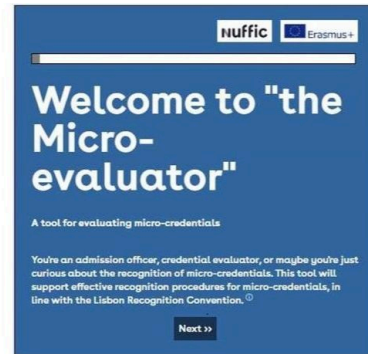 Nuffic Erasmus+
Welcome to "the
Micro-
evaluator"
A tool for evaluating micro-credentials
You're an admission officer, credential evaluator, or maybe you're just
curious about the recognition of micro-credentials. This tool will
support effective recognition procedures for micro-credentials, in
line with the Lisbon Recognition Convention. ⓘ
Next »